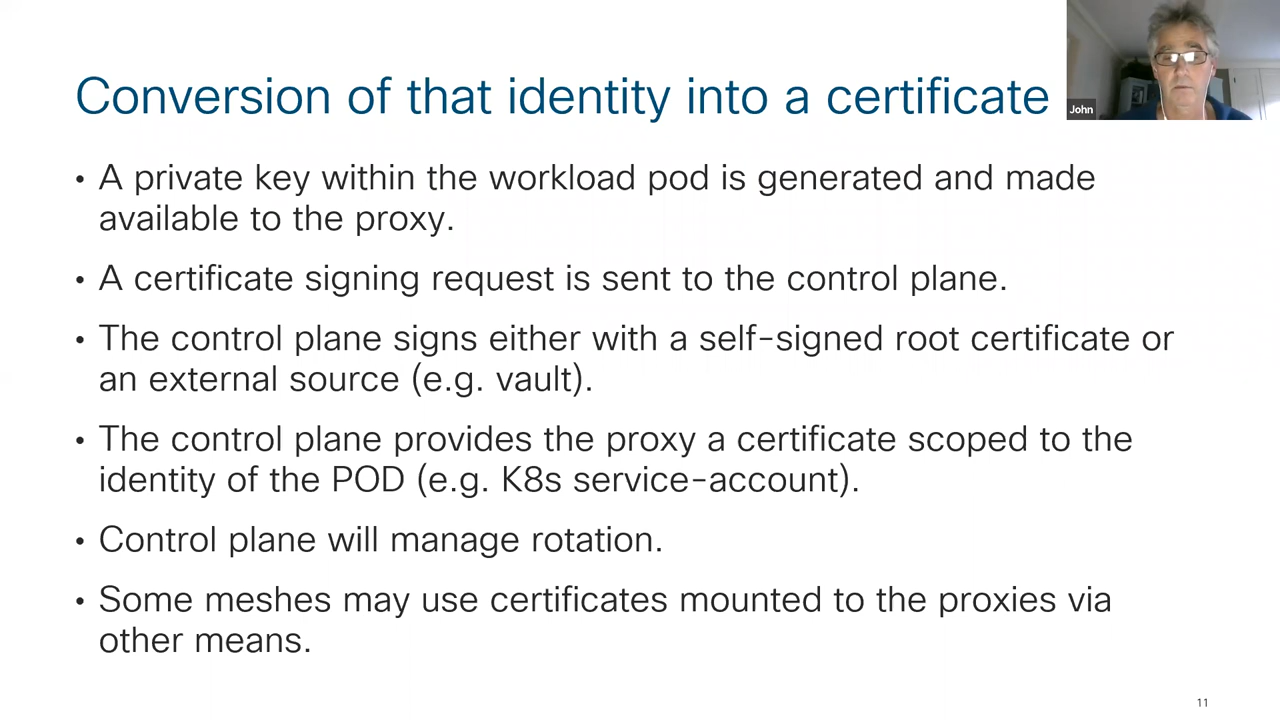 Conversion of that identity into a certificate
John
• A private key within the workload pod is generated and made
available to the proxy.
• A certificate signing request is sent to the control plane.
• The control plane signs either with a self-signed root certificate or
an external source (e.g. vault).
• The control plane provides the proxy a certificate scoped to the
identity of the POD (e.g. K8s service-account).
• Control plane will manage rotation.
• Some meshes may use certificates mounted to the proxies via
other means.
11